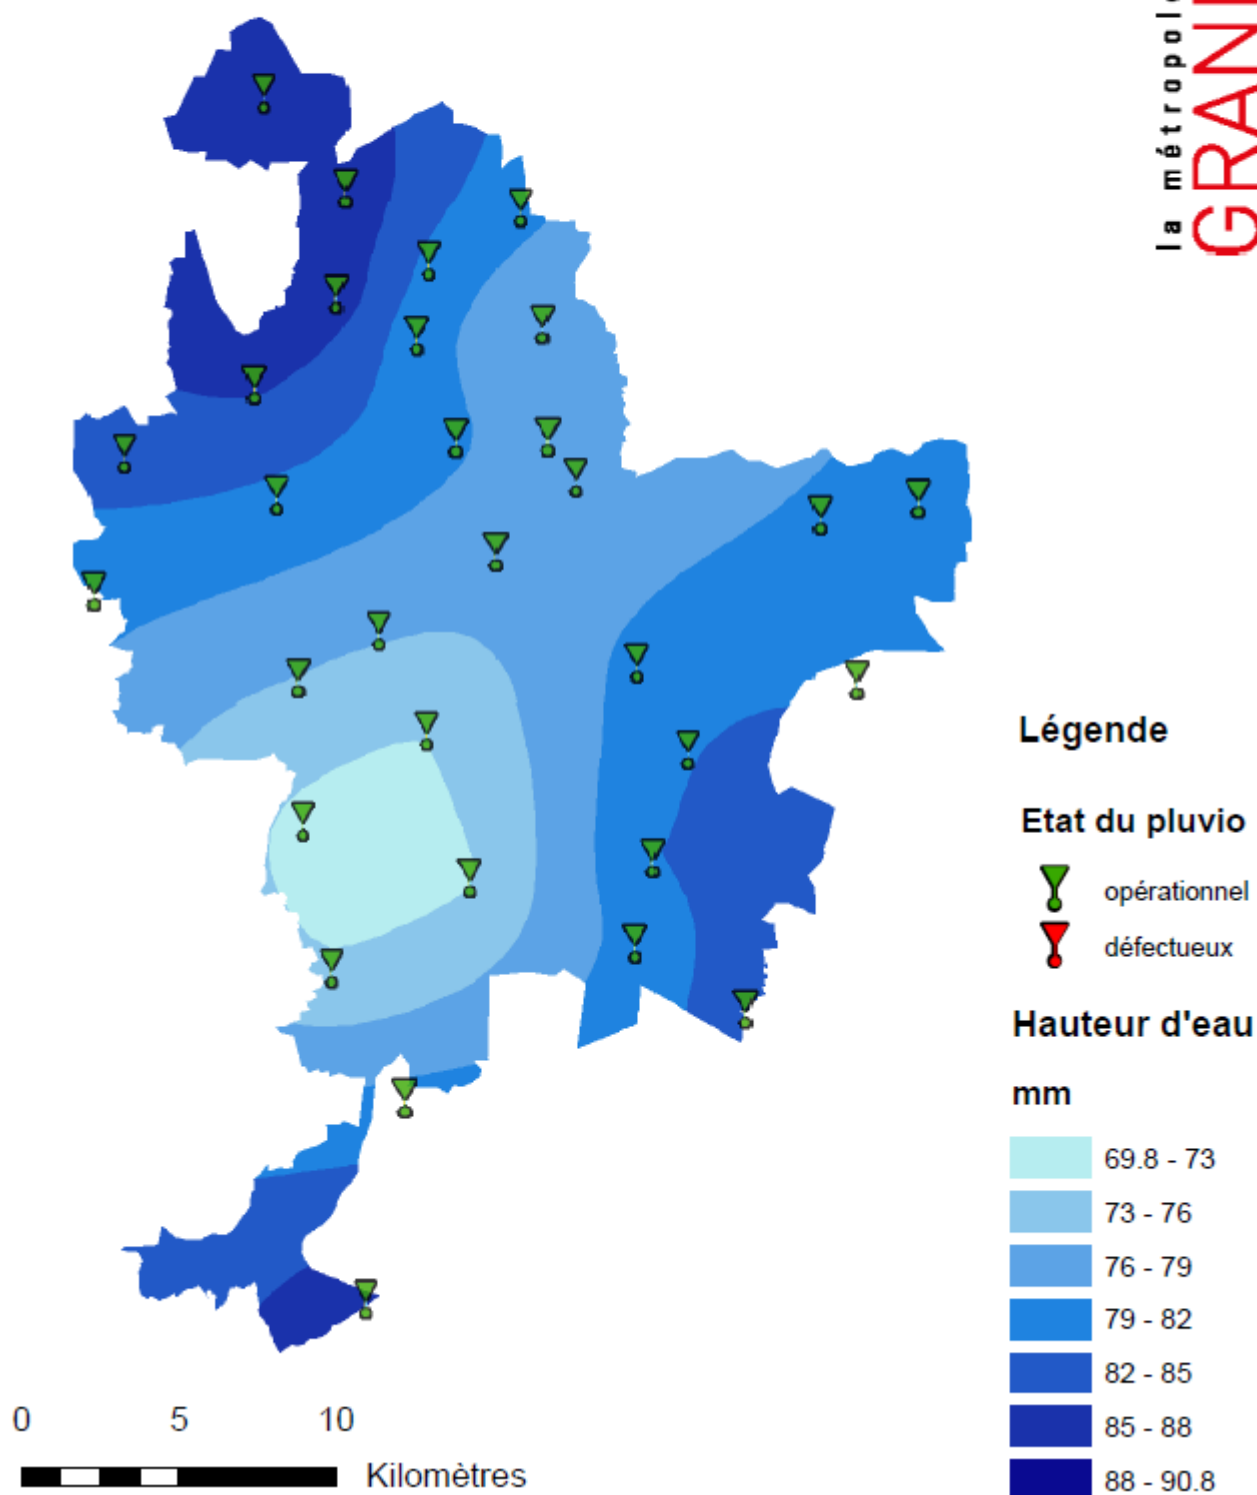 la métropole
GRAN
Légende
Etat du pluvio
opérationnel
défectueux
Hauteur d'eau
mm
69.8 - 73
73 - 76
76 - 79
79 - 82
82 - 85
85 - 88
88 - 90.8
0 5 10
Kilomètres